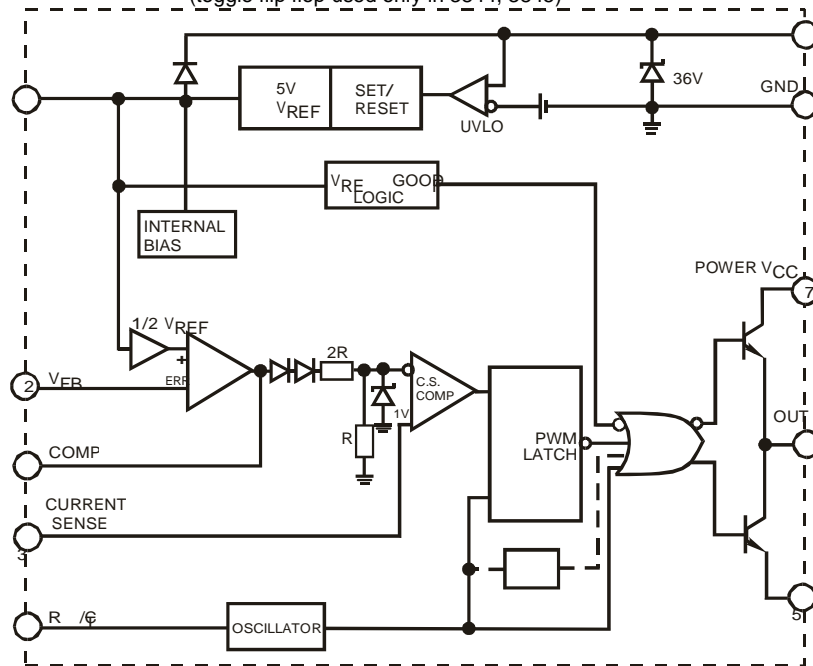 (toggle flip flop used only in 3844, 3845)
36V
GND
5V
VREF
SET/
RESET
UVLO
VRE GOOD
LOGIC
INTERNAL
BIAS
POWER VCC
7
1/2 VREF
+
2R
2
VFB
ERR
C.S.
COMP
1V
R
PWM
LATCH
OUT
COMP
CURRENT
SENSE
3
R /C
T
OSCILLATOR
5